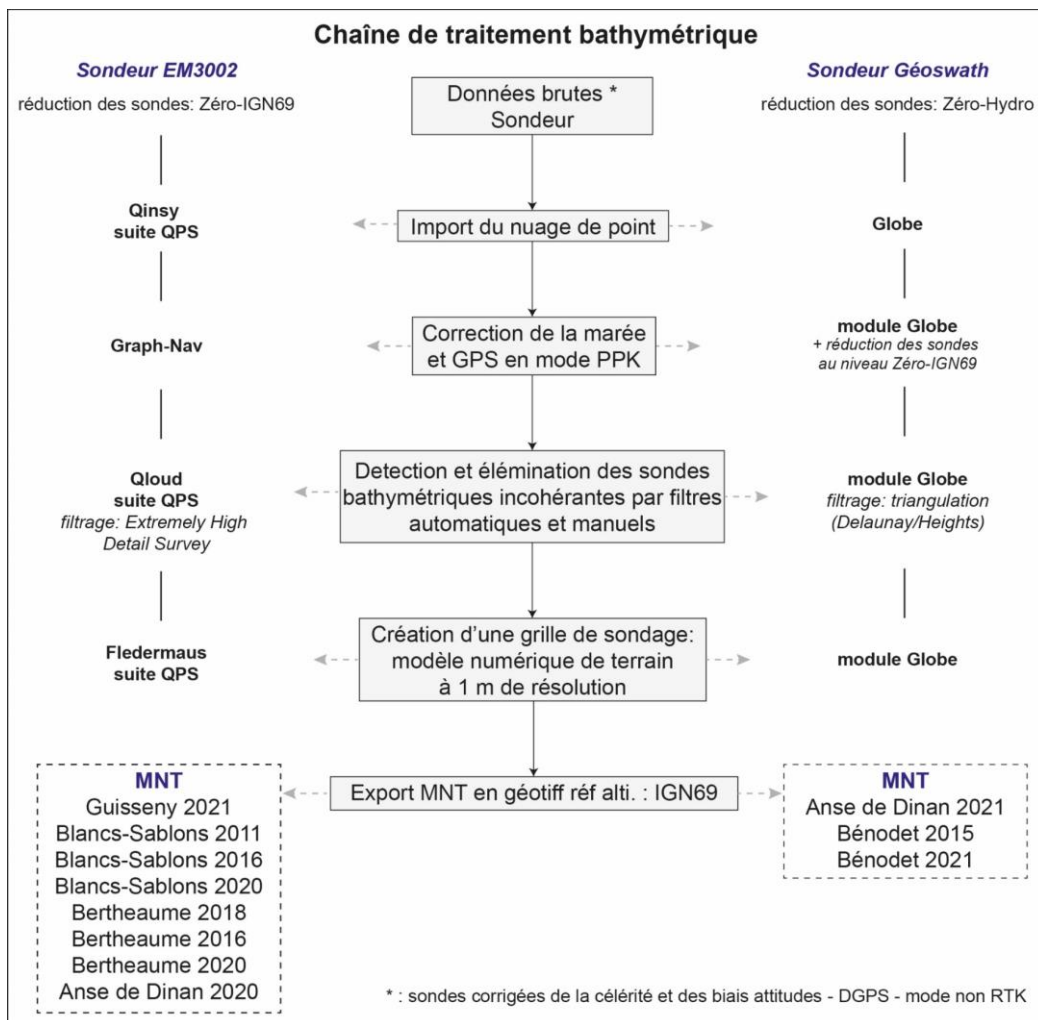 Chaîne de traitement bathymétrique
Sondeur EM3002
réduction des sondes: Zéro-IGN69
Données brutes *
Sondeur
Sondeur Géoswath
réduction des sondes: Zéro-Hydro
Qinsy
suite QPS
Import du nuage de point
Globe
Graph-Nav
Correction de la marée
et GPS en mode PPK
module Globe
+ réduction des sondes
au niveau Zéro-IGN69
Qloud
suite QPS
filtrage: Extremely High
Detail Survey
Detection et élémination des sondes
bathymétriques incohérantes par filtres
automatiques et manuels
module Globe
filtrage: triangulation
(Delaunay/Heights)
Fledermaus
suite QPS
Création d'une grille de sondage:
modèle numérique de terrain
à 1 m de résolution
module Globe
MNT
Guisseny 2021
Blancs-Sablons 2011
Blancs-Sablons 2016
Blancs-Sablons 2020
Bertheaume 2018
Bertheaume 2016
Bertheaume 2020
Anse de Dinan 2020
Export MNT en géotiff réf alti. : IGN69
MNT
Anse de Dinan 2021
Bénodet 2015
Bénodet 2021
* : sondes corrigées de la célérité et des biais attitudes - DGPS - mode non RTK